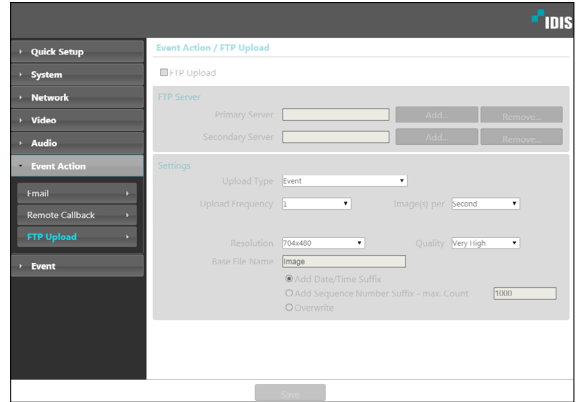 IDIS
Quick Setup
System
Network
Video
Audio
Event Action
Email
Remote Callback
FTP Upload
Event
Event Action / FTP Upload
FTP Upload
FTP Server
Primary Server Add... Remove...
Secondary Server Add... Remove...
Settings
Upload Type Event
Upload Frequency 1 Image(s) per Second
Resolution 704x480 Quality Very High
Base File Name Image
Add Date/Time Suffix
Add Sequence Number Suffix - max. Count 1000
Overwrite
Save